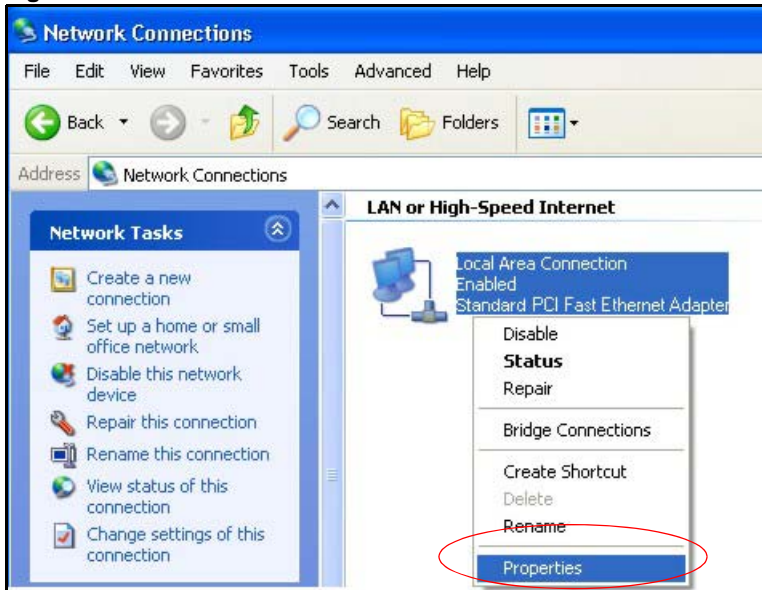 Network Connections
File Edit View Favorites Tools Advanced Help
Back Search Folders
Address Network Connections
Network Tasks
Create a new
connection
Set up a home or small
office network
Disable this network
device
Repair this connection
Rename this connection
View status of this
connection
Change settings of this
connection
LAN or High-Speed Internet
Local Area Connection
Enabled
Standard PCI Fast Ethernet Adapter
Disable
Status
Repair
Bridge Connections
Create Shortcut
Delete
Rename
Properties